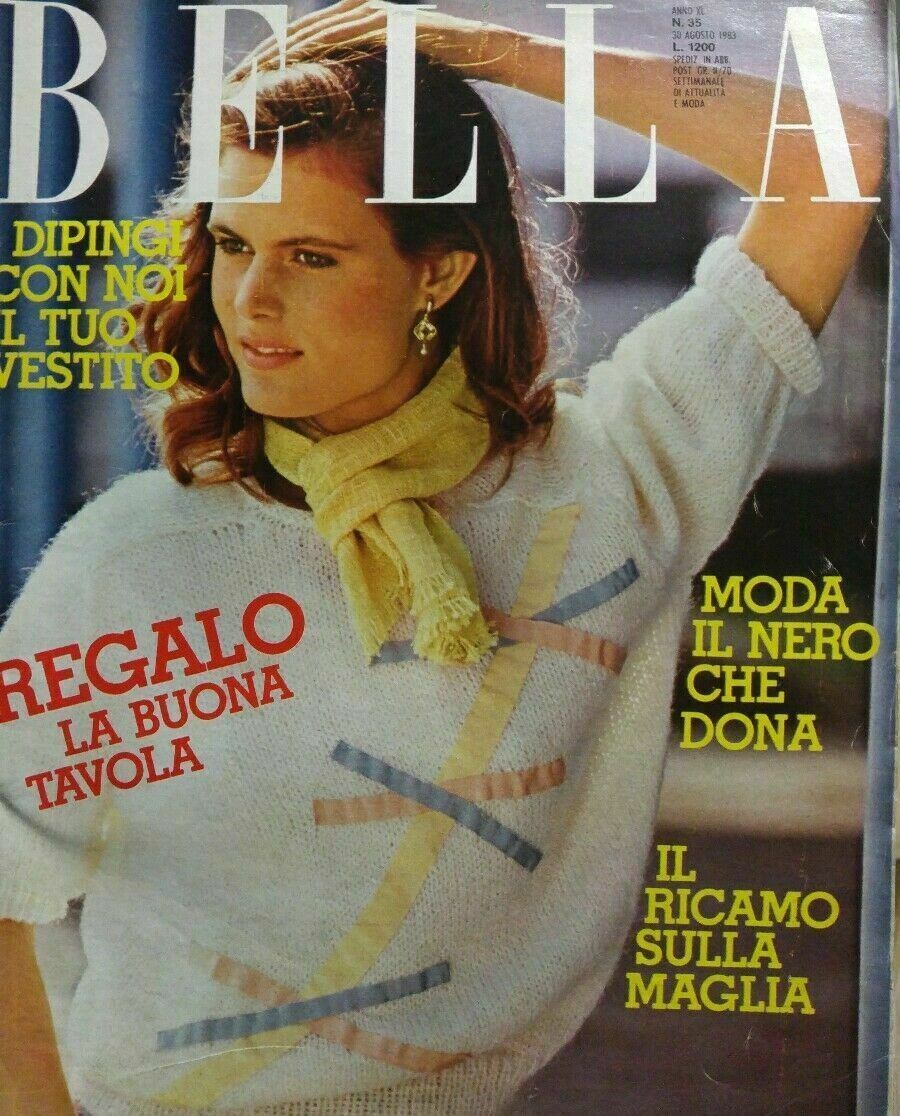 BELLA
ANNO XL
N. 35
30 AGOSTO 1983
L. 1200
SPEDIZ IN ABB.
POST GR. II/70
SETTIMANALE
DI ATTUALITÀ
E MODA
DIPINGI
CON NOI
IL TUO
VESTITO
REGALO
LA BUONA
TAVOLA
MODA
IL NERO
CHE
DONA
IL
RICAMO
SULLA
MAGLIA